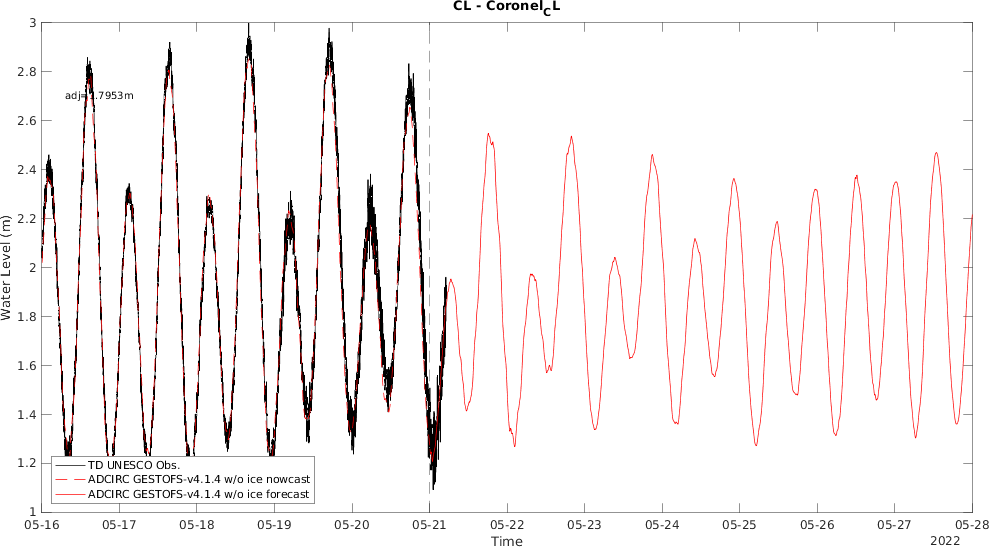 CL - Coronel_CL
3
2.8
2.6
2.4
2.2
2
1.8
1.6
1.4
1.2
1
Water Level (m)
adj= .7953m
TD UNESCO Obs.
ADCIRC GESTOFS-v4.1.4 w/o ice nowcast
ADCIRC GESTOFS-v4.1.4 w/o ice forecast
05-16 05-17 05-18 05-19 05-20 05-21 05-22 05-23 05-24 05-25 05-26 05-27 05-28
Time
2022